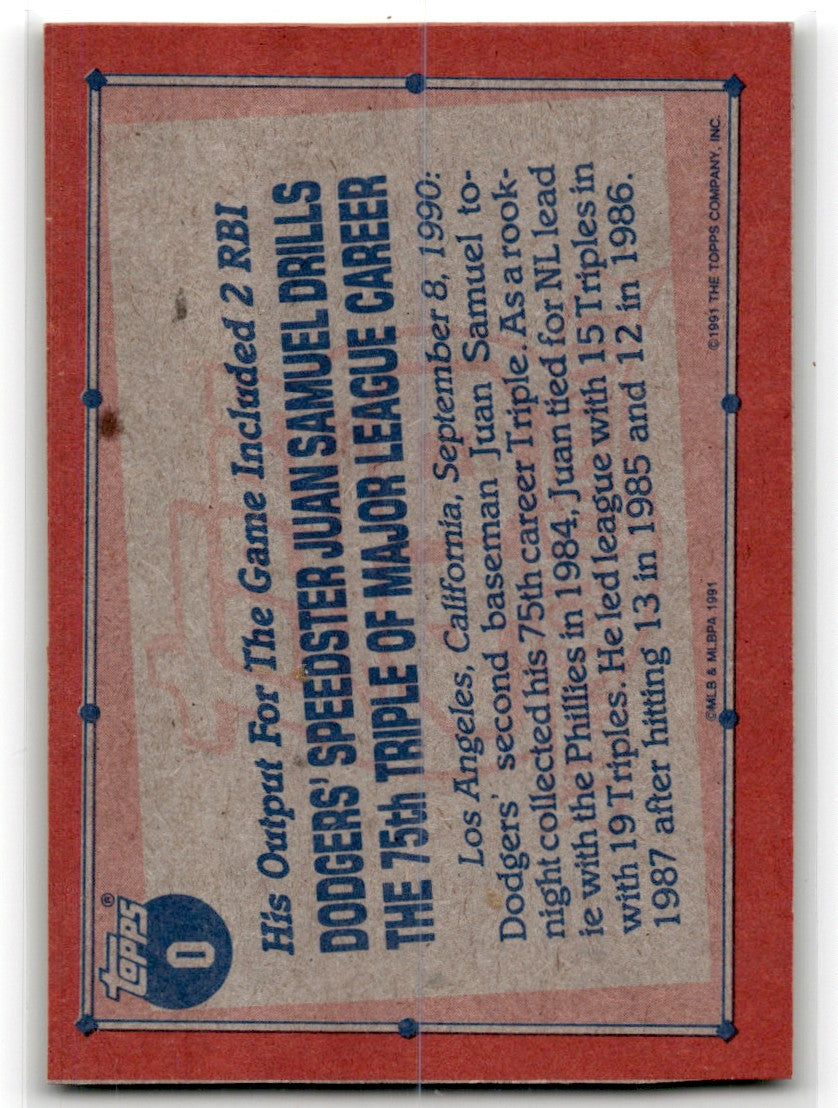 topps®
0
His Output For The Game Included 2 RBI
DODGERS' SPEEDSTER JUAN SAMUEL DRILLS
THE 75th TRIPLE OF MAJOR LEAGUE CAREER
Los Angeles, California, September 8, 1990:
Dodgers' second baseman Juan Samuel to-
night collected his 75th career Triple. As a rook-
ie with the Phillies in 1984, Juan tied for NL lead
with 19 Triples. He led league with 15 Triples in
1987 after hitting 13 in 1985 and 12 in 1986.
©MLB & MLBPA 1991
©1991 THE TOPPS COMPANY, INC.